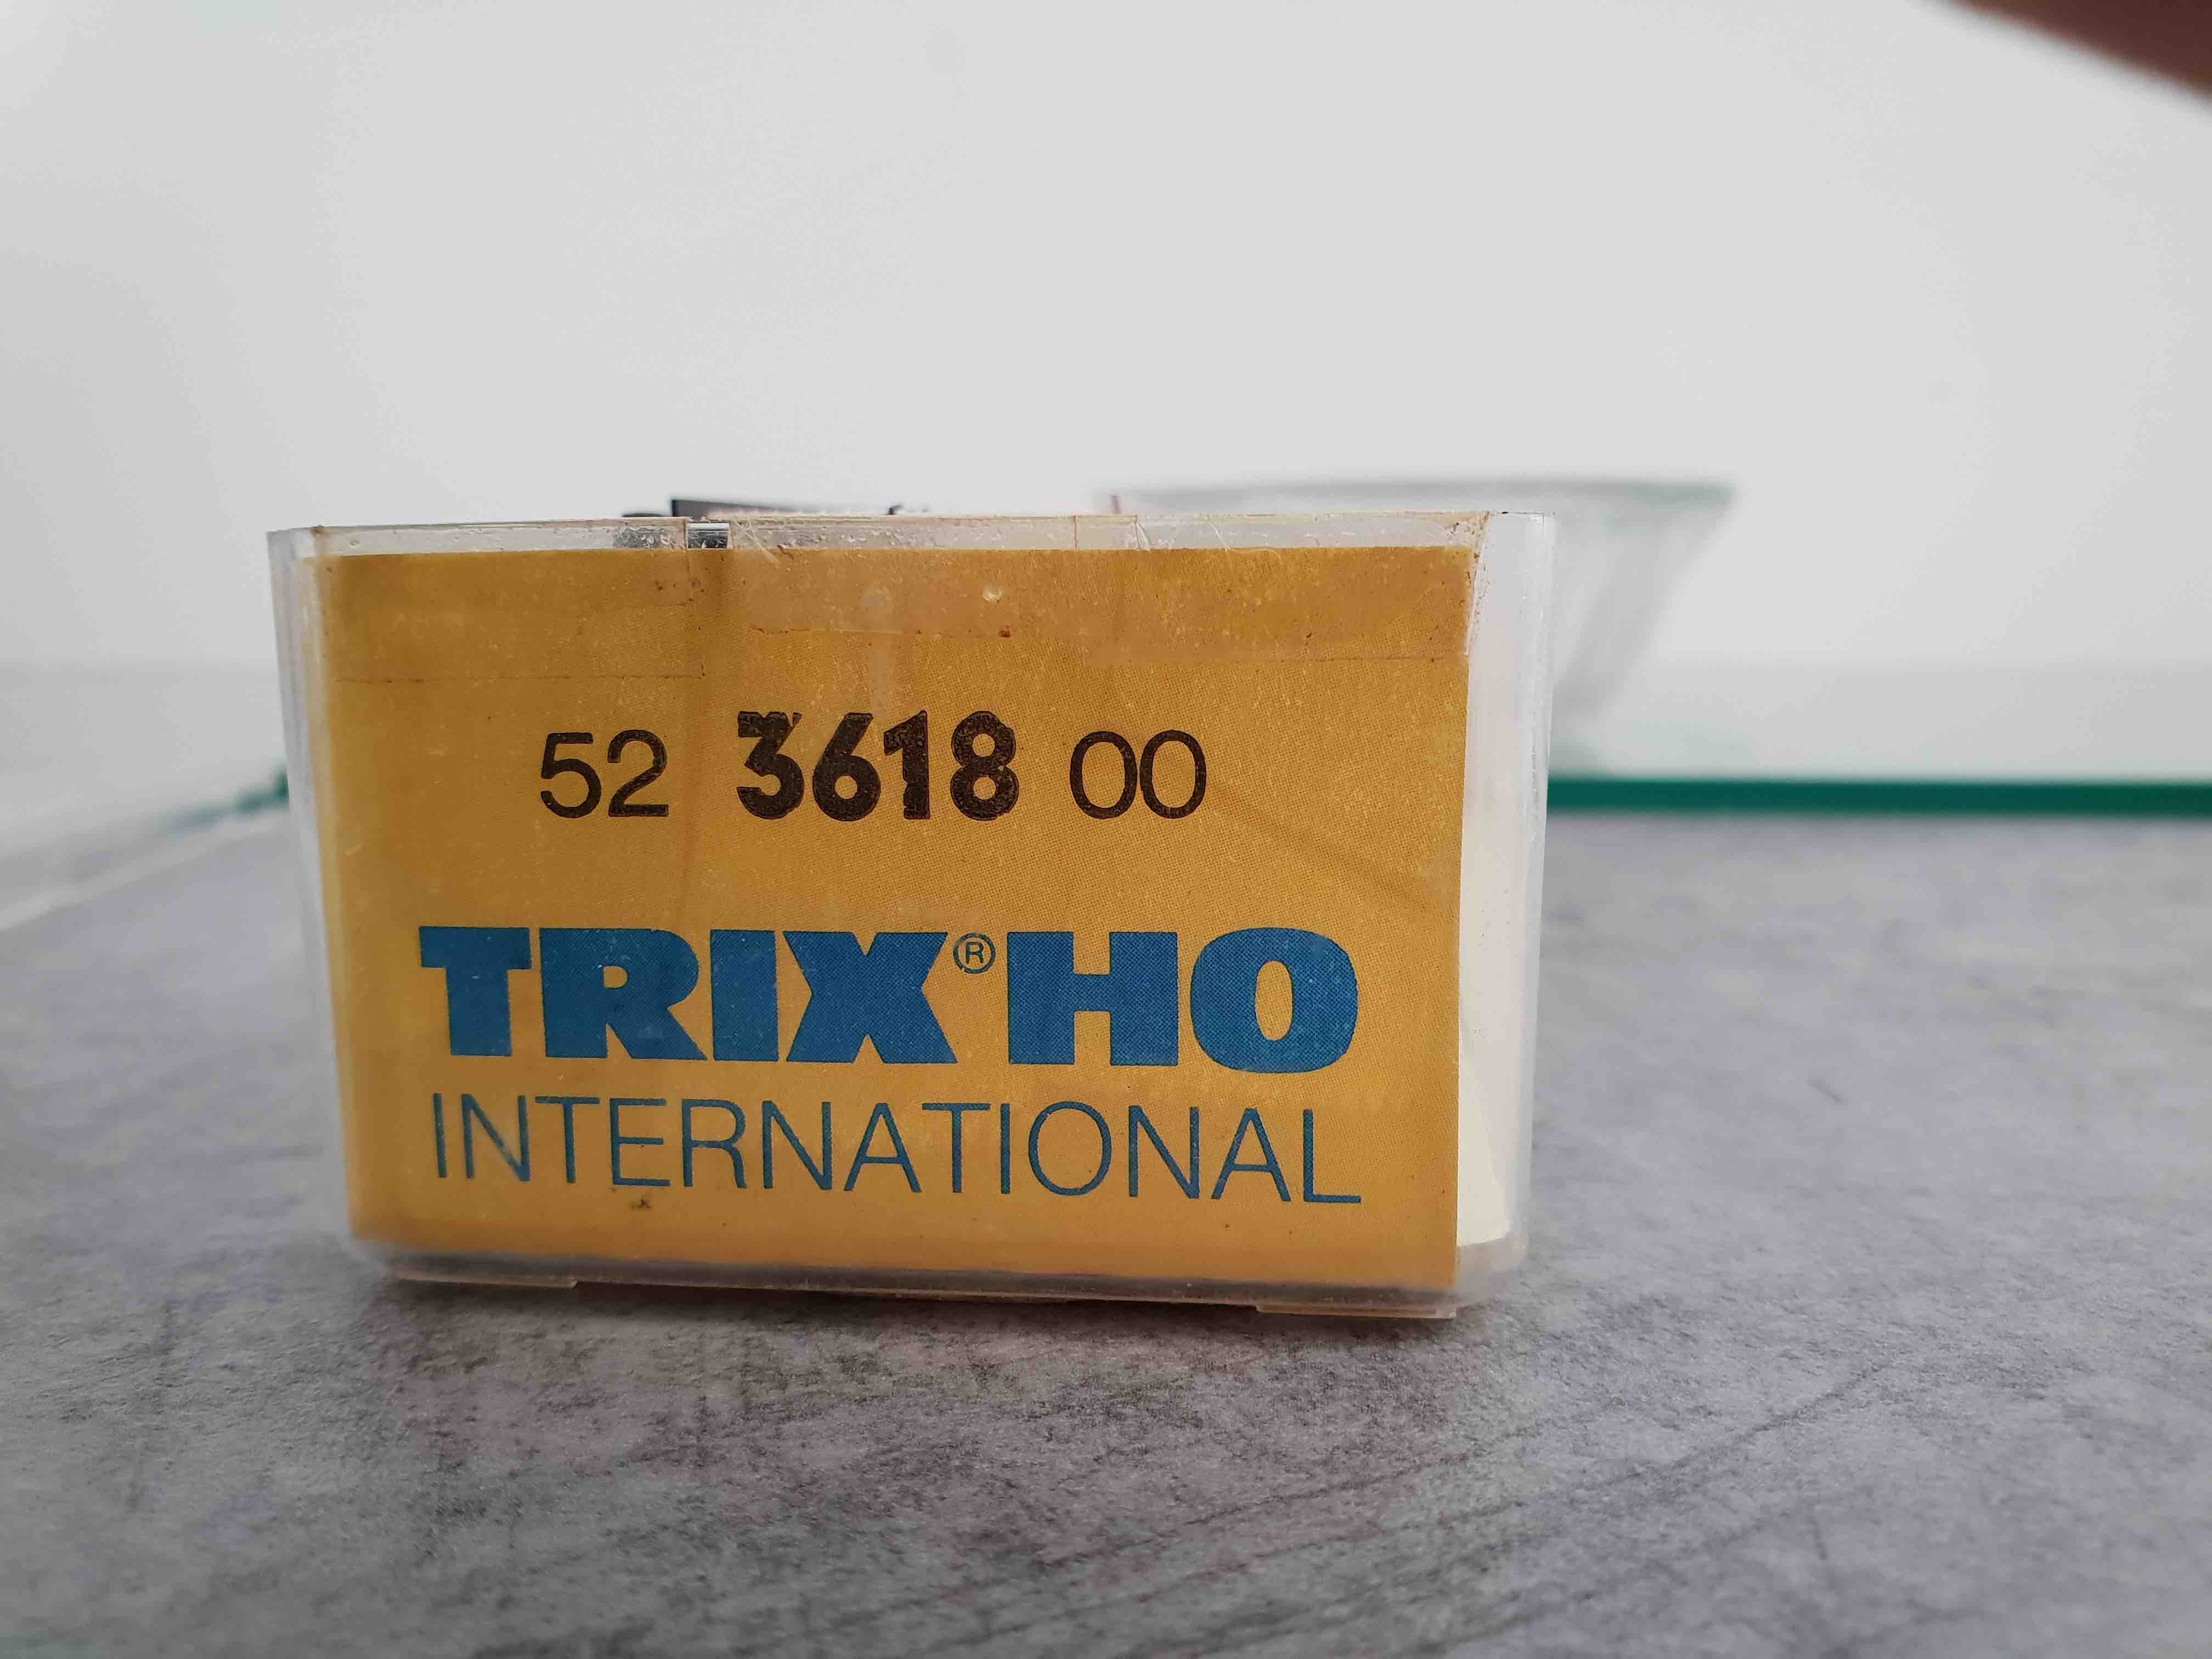 52 3618 00
TRIX® HO
INTERNATIONAL